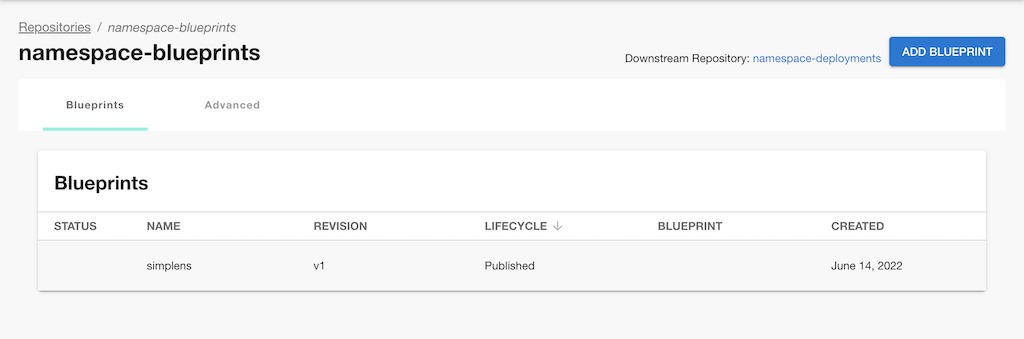 Repositories / namespace-blueprints
namespace-blueprints
Downstream Repository: namespace-deployments
ADD BLUEPRINT
Blueprints
Advanced
Blueprints
STATUS NAME REVISION LIFECYCLE ↓ BLUEPRINT CREATED
simplens v1 Published June 14, 2022